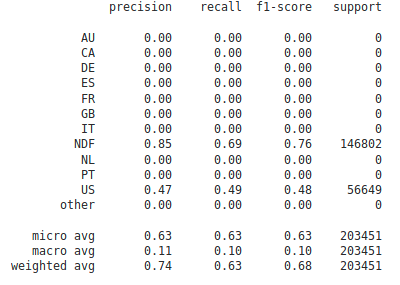 precision recall f1-score support
AU 0.00 0.00 0.00 0
CA 0.00 0.00 0.00 0
DE 0.00 0.00 0.00 0
ES 0.00 0.00 0.00 0
FR 0.00 0.00 0.00 0
GB 0.00 0.00 0.00 0
IT 0.00 0.00 0.00 0
NDF 0.85 0.69 0.76 146802
NL 0.00 0.00 0.00 0
PT 0.00 0.00 0.00 0
US 0.47 0.49 0.48 56649
other 0.00 0.00 0.00 0
micro avg 0.63 0.63 0.63 203451
macro avg 0.11 0.10 0.10 203451
weighted avg 0.74 0.63 0.68 203451